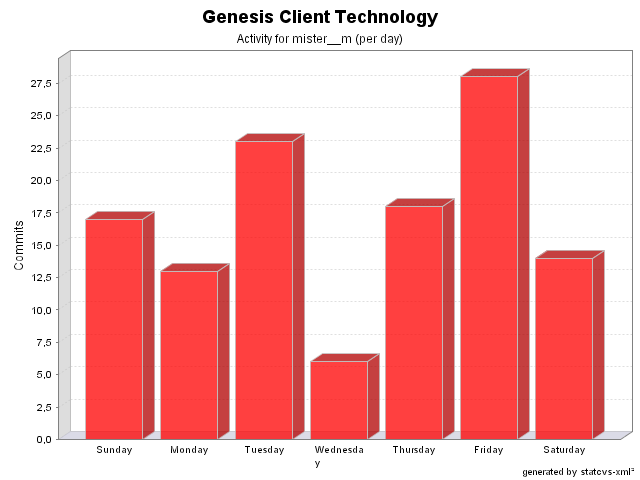 Genesis Client Technology
Activity for mister__m (per day)
Commits
27,5
25,0
22,5
20,0
17,5
15,0
12,5
10,0
7,5
5,0
2,5
0,0
Sunday Monday Tuesday Wednesda Thursday Friday Saturday
y
generated by statcvs-xml²